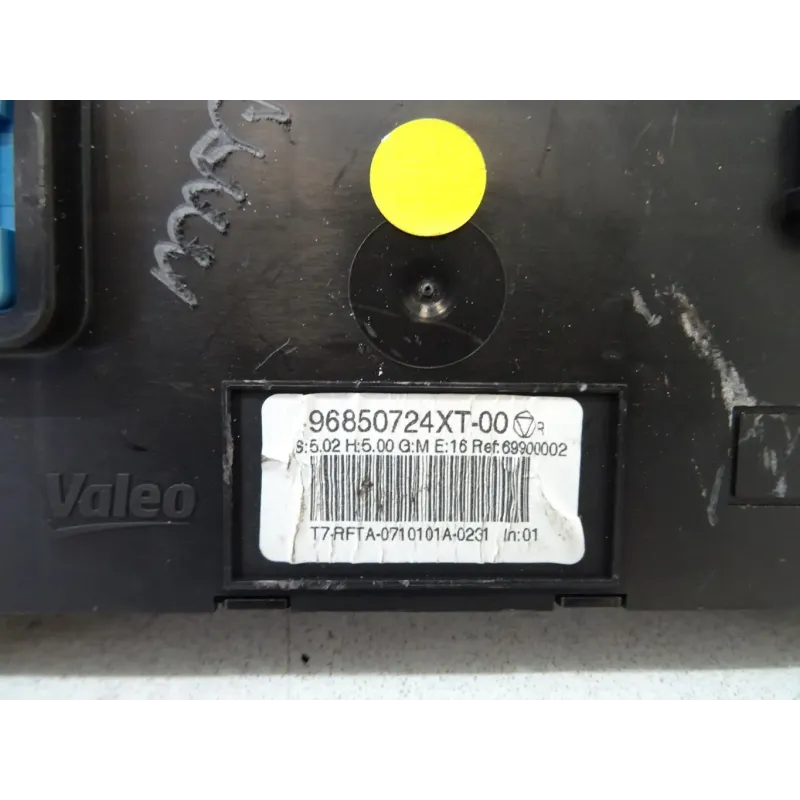 96850724XT-00 R
S:5.02 H:5.00 G:M E:16 Ref:69900002
Valeo
T7-RFTA-0710101A-0231 In:01